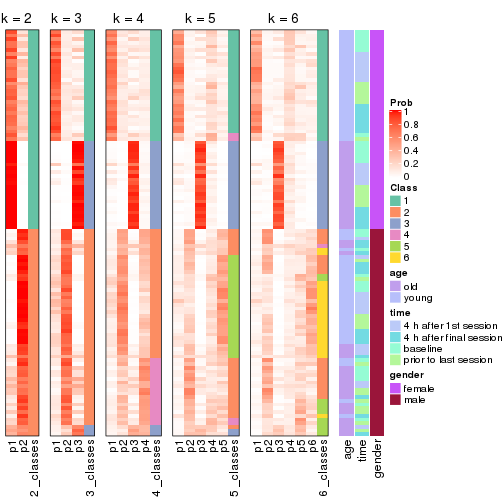 k = 2 k = 3 k = 4 k = 5 k = 6
Prob
1
0.8
0.6
0.4
0.2
0
Class
1
2
3
4
5
6
age
old
young
time
4 h after 1st session
4 h after final session
baseline
prior to last session
gender
female
male
p1 p2 2_classes p1 p2 p3 3_classes p1 p2 p3 p4 4_classes p1 p2 p3 p4 p5 5_classes p1 p2 p3 p4 p5 p6 6_classes age time gender